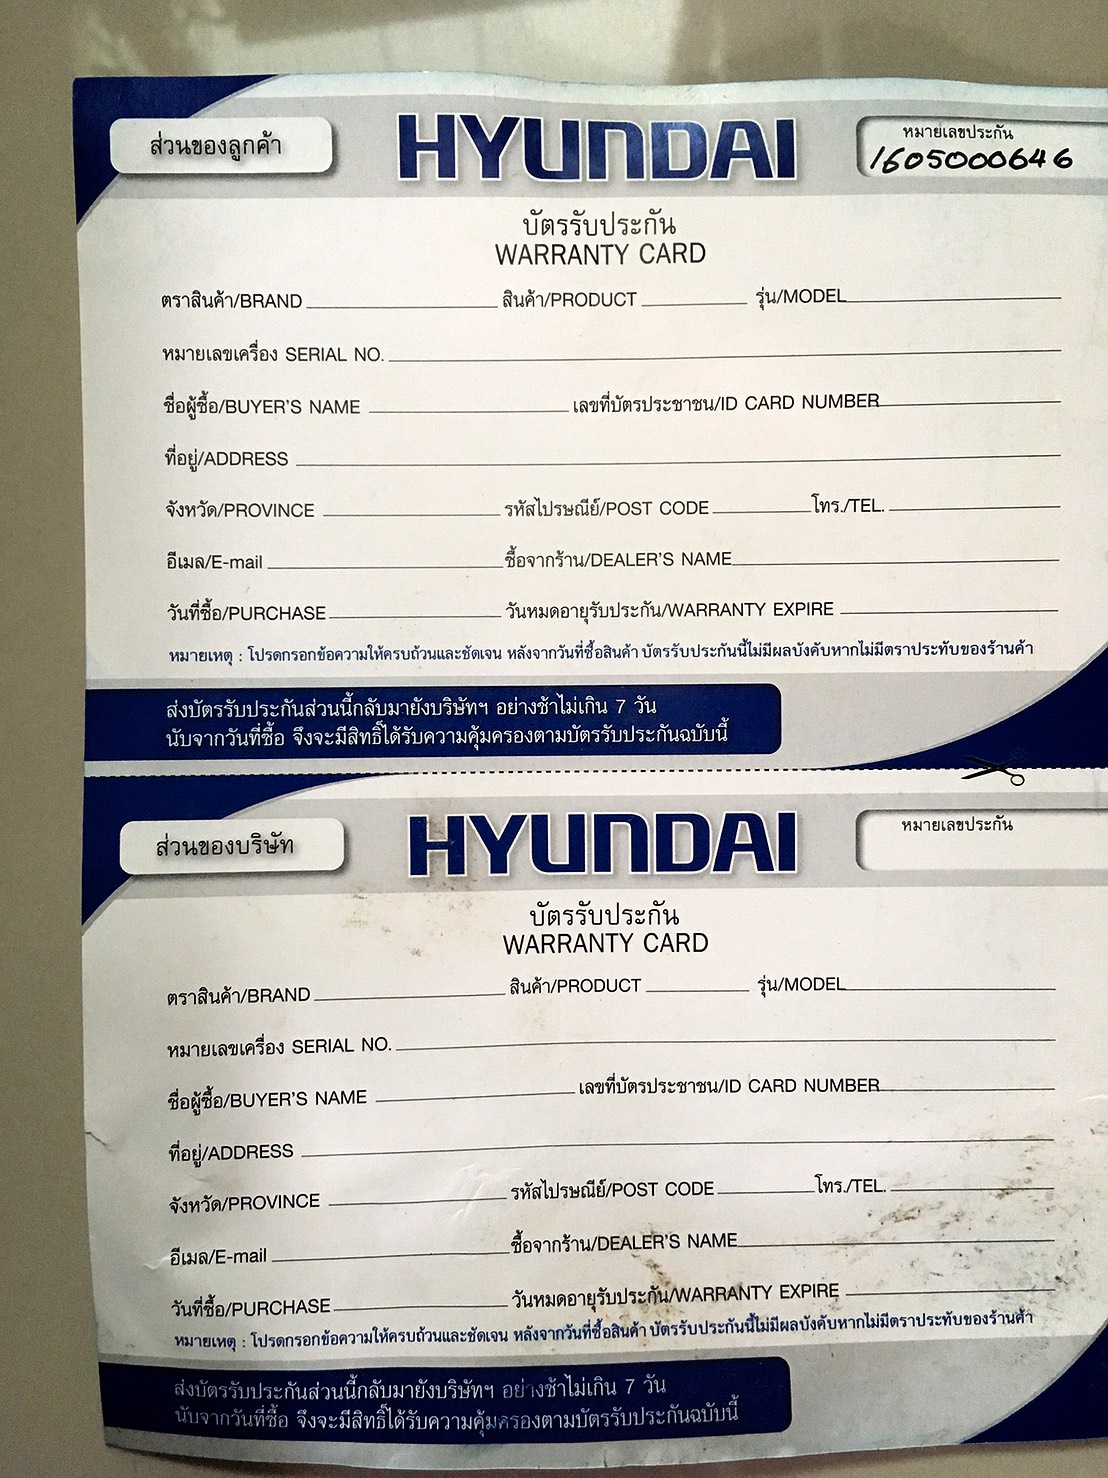 ส่วนของลูกค้า HYUNDAI หมายเลขประกัน
1605000646
บัตรรับประกัน
WARRANTY CARD
ตราสินค้า/BRAND สินค้า/PRODUCT รุ่น/MODEL
หมายเลขเครื่อง SERIAL NO.
ชื่อผู้ซื้อ/BUYER'S NAME เลขที่บัตรประชาชน/ID CARD NUMBER
ที่อยู่/ADDRESS
จังหวัด/PROVINCE รหัสไปรษณีย์/POST CODE โทร./TEL.
อีเมล/E-mail ซื้อจากร้าน/DEALER'S NAME
วันที่ซื้อ/PURCHASE วันหมดอายุรับประกัน/WARRANTY EXPIRE
หมายเหตุ : โปรดกรอกข้อความให้ครบถ้วนและชัดเจน หลังจากวันที่ซื้อสินค้า บัตรรับประกันนี้ไม่มีผลบังคับหากไม่มีตราประทับของร้านค้า
ส่งบัตรรับประกันส่วนนี้กลับมายังบริษัทฯ อย่างช้าไม่เกิน 7 วัน
นับจากวันที่ซื้อ จึงจะมีสิทธิ์ได้รับความคุ้มครองตามบัตรรับประกันฉบับนี้
ส่วนของบริษัท HYUNDAI หมายเลขประกัน
บัตรรับประกัน
WARRANTY CARD
ตราสินค้า/BRAND สินค้า/PRODUCT รุ่น/MODEL
หมายเลขเครื่อง SERIAL NO.
ชื่อผู้ซื้อ/BUYER'S NAME เลขที่บัตรประชาชน/ID CARD NUMBER
ที่อยู่/ADDRESS
จังหวัด/PROVINCE รหัสไปรษณีย์/POST CODE โทร./TEL.
อีเมล/E-mail ซื้อจากร้าน/DEALER'S NAME
วันที่ซื้อ/PURCHASE วันหมดอายุรับประกัน/WARRANTY EXPIRE
หมายเหตุ : โปรดกรอกข้อความให้ครบถ้วนและชัดเจน หลังจากวันที่ซื้อสินค้า บัตรรับประกันนี้ไม่มีผลบังคับหากไม่มีตราประทับของร้านค้า
ส่งบัตรรับประกันส่วนนี้กลับมายังบริษัทฯ อย่างช้าไม่เกิน 7 วัน
นับจากวันที่ซื้อ จึงจะมีสิทธิ์ได้รับความคุ้มครองตามบัตรรับประกันฉบับนี้